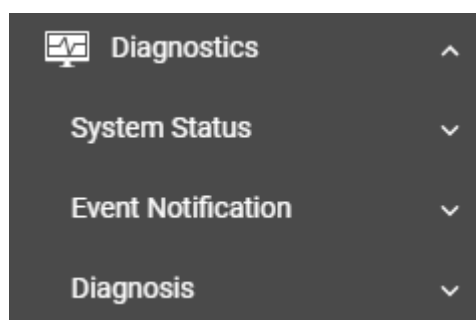 Diagnostics
System Status
Event Notification
Diagnosis